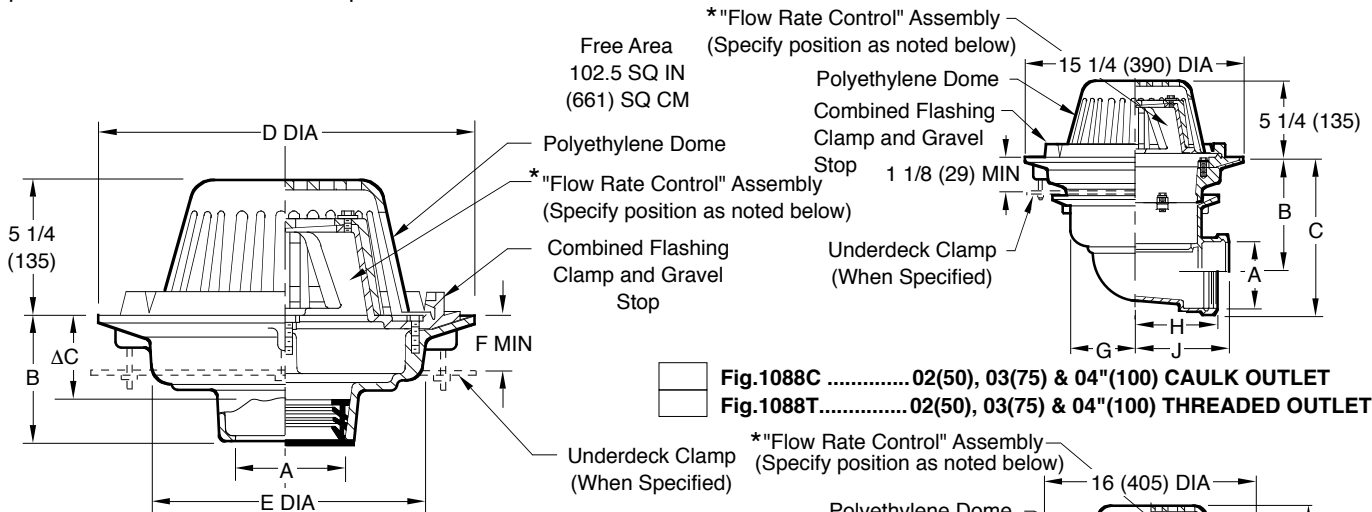 *"Flow Rate Control" Assembly
(Specify position as noted below)
Free Area
102.5 SQ IN
(661) SQ CM
15 1/4 (390) DIA
Polyethylene Dome
Combined Flashing
Clamp and Gravel
Stop
5 1/4 (135)
1 1/8 (29) MIN
B
C
A
Underdeck Clamp
(When Specified)
H
G
J
D DIA
Polyethylene Dome
*"Flow Rate Control" Assembly
(Specify position as noted below)
5 1/4
(135)
Combined Flashing
Clamp and Gravel
Stop
F MIN
ΔC
B
A
E DIA
Underdeck Clamp
(When Specified)
Fig.1088C ..............02(50), 03(75) & 04"(100) CAULK OUTLET
Fig.1088T...............02(50), 03(75) & 04"(100) THREADED OUTLET
*"Flow Rate Control" Assembly
(Specify position as noted below)
16 (405) DIA
Polyethylene Dome